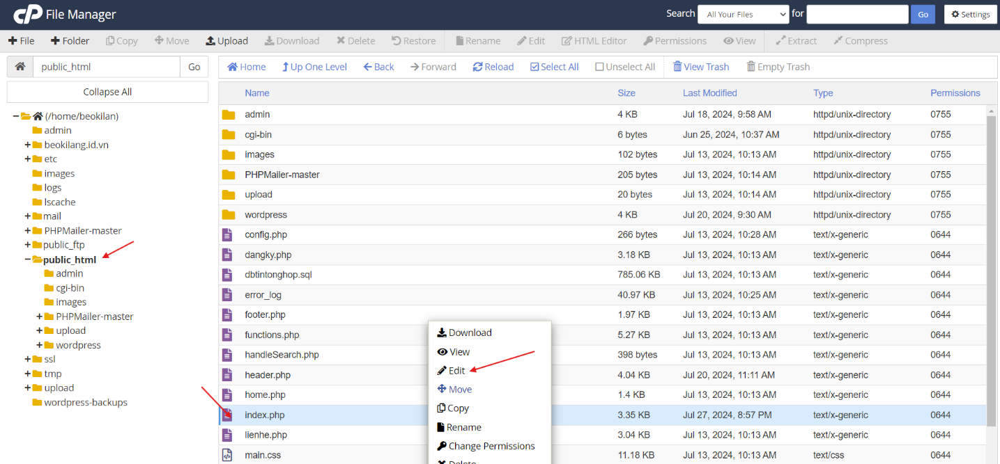 cP File Manager
Search All Your Files for Go Settings
File Folder Copy Move Upload Download Delete Restore Rename Edit HTML Editor Permissions View Extract Compress
public_html Go
Collapse All
(/home/beokilan)
admin
beokilang.id.vn
etc
images
logs
lscache
mail
PHPMailer-master
public_ftp
public_html
admin
cgi-bin
images
PHPMailer-master
upload
wordpress
ssl
tmp
upload
wordpress-backups
Home Up One Level Back Forward Reload Select All Unselect All View Trash Empty Trash
Name Size Last Modified Type Permissions
admin 4 KB Jul 18, 2024, 9:58 AM httpd/unix-directory 0755
cgi-bin 6 bytes Jun 25, 2024, 10:37 AM httpd/unix-directory 0755
images 102 bytes Jul 13, 2024, 10:13 AM httpd/unix-directory 0755
PHPMailer-master 205 bytes Jul 13, 2024, 10:14 AM httpd/unix-directory 0755
upload 20 bytes Jul 13, 2024, 10:14 AM httpd/unix-directory 0755
wordpress 4 KB Jul 20, 2024, 9:30 AM httpd/unix-directory 0755
config.php 266 bytes Jul 13, 2024, 10:28 AM text/x-generic 0644
dangky.php 3.18 KB Jul 13, 2024, 10:13 AM text/x-generic 0644
dbtintonghop.sql 785.06 KB Jul 13, 2024, 10:13 AM text/x-generic 0644
error_log 40.97 KB Jul 13, 2024, 10:25 AM text/x-generic 0644
footer.php 1.97 KB Jul 13, 2024, 10:13 AM text/x-generic 0644
functions.php 5.27 KB Jul 13, 2024, 10:13 AM text/x-generic 0644
handleSearch.php 398 bytes Jul 13, 2024, 10:13 AM text/x-generic 0644
header.php 4.04 KB Jul 20, 2024, 11:11 AM text/x-generic 0644
home.php 1.4 KB Jul 13, 2024, 10:13 AM text/x-generic 0644
index.php 3.35 KB Jul 27, 2024, 8:57 PM text/x-generic 0644
lienhe.php 3.04 KB Jul 13, 2024, 10:13 AM text/x-generic 0644
main.css 11.18 KB Jul 13, 2024, 10:13 AM text/css 0644
Download
View
Edit
Move
Copy
Rename
Change Permissions
Delete